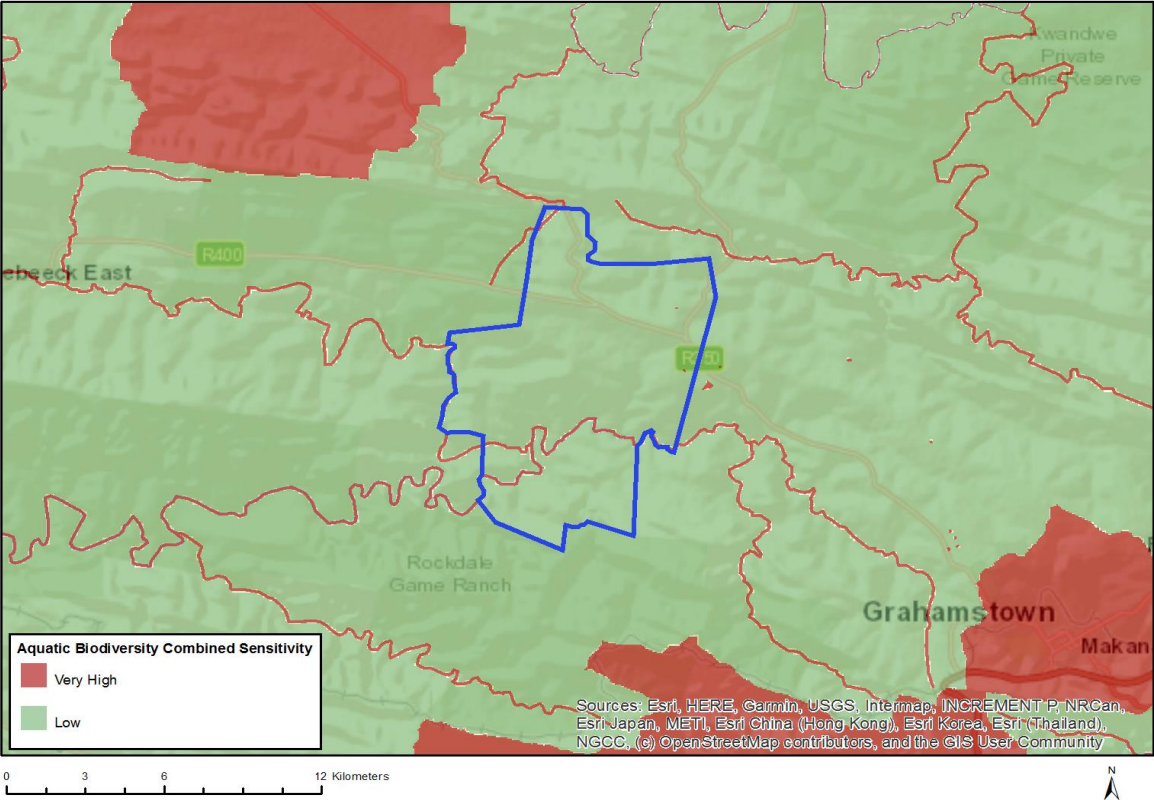 Kwandwe
Private
Game Reserve
R400
ebeeck East
R350
Rockdale
Game Ranch
Grahamstown
Makan
Aquatic Biodiversity Combined Sensitivity
Very High
Low
Sources: Esri, HERE, Garmin, USGS, Intermap, INCREMENT P, NRCan,
Esri Japan, METI, Esri China (Hong Kong), Esri Korea, Esri (Thailand),
NGCC, (c) OpenStreetMap contributors, and the GIS User Community
0 3 6 12 Kilometers
N